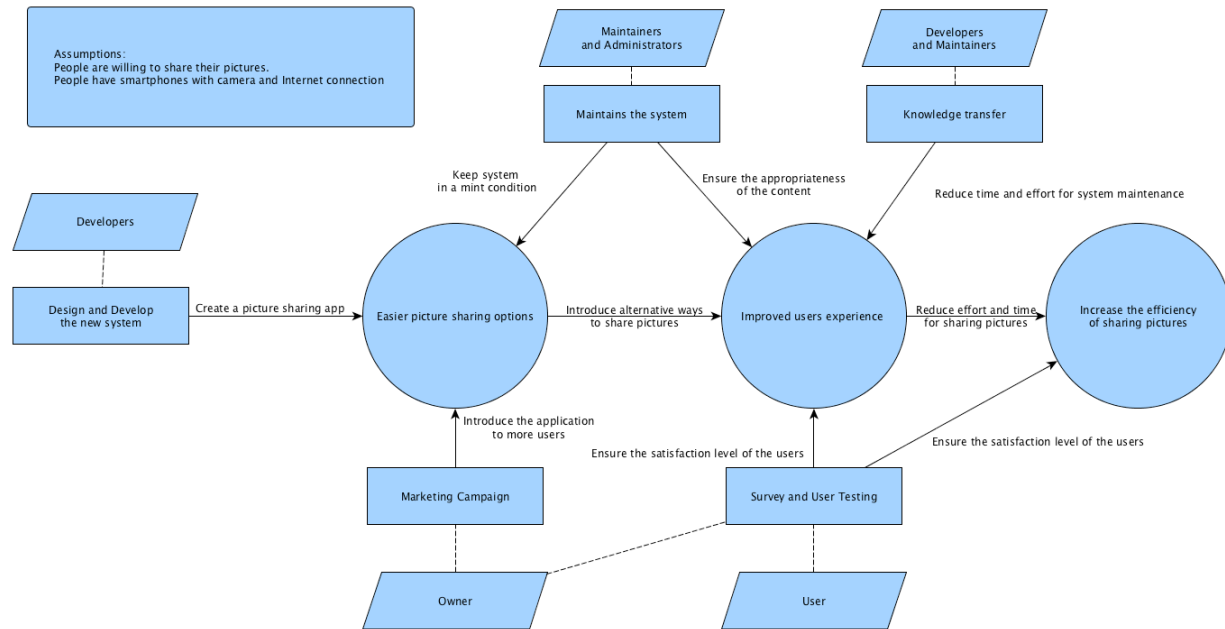 Assumptions:
People are willing to share their pictures.
People have smartphones with camera and Internet connection
Maintainers
and Administrators
Developers
and Maintainers
Maintains the system
Knowledge transfer
Keep system
in a mint condition
Ensure the appropriateness
of the content
Reduce time and effort for system maintenance
Developers
Design and Develop
the new system
Create a picture sharing app
Easier picture sharing options
Introduce alternative ways
to share pictures
Improved users experience
Reduce effort and time
for sharing pictures
Increase the efficiency
of sharing pictures
Introduce the application
to more users
Ensure the satisfaction level of the users
Ensure the satisfaction level of the users
Marketing Campaign
Survey and User Testing
Owner
User